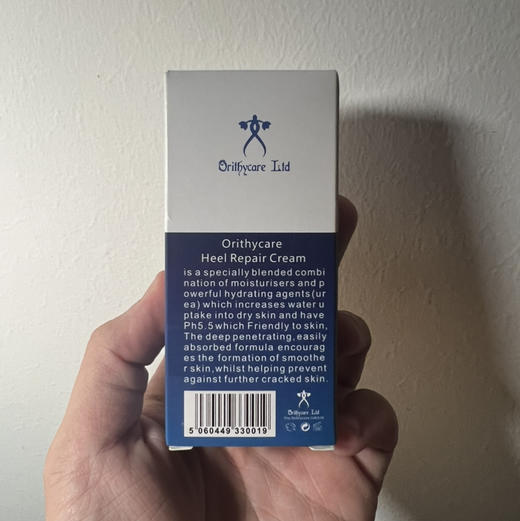 Orithycare Ltd
Orithycare
Heel Repair Cream
is a specially blended combi
nation of moisturisers and p
owerful hydrating agents(ur
ea) which increases water u
ptake into dry skin and have
Ph5.5 which Friendly to skin,
The deep penetrating, easily
absorbed formula encourag
es the formation of smoothe
r skin,whilst helping prevent
against further cracked skin.
5 060449 330019
Orithycare Ltd